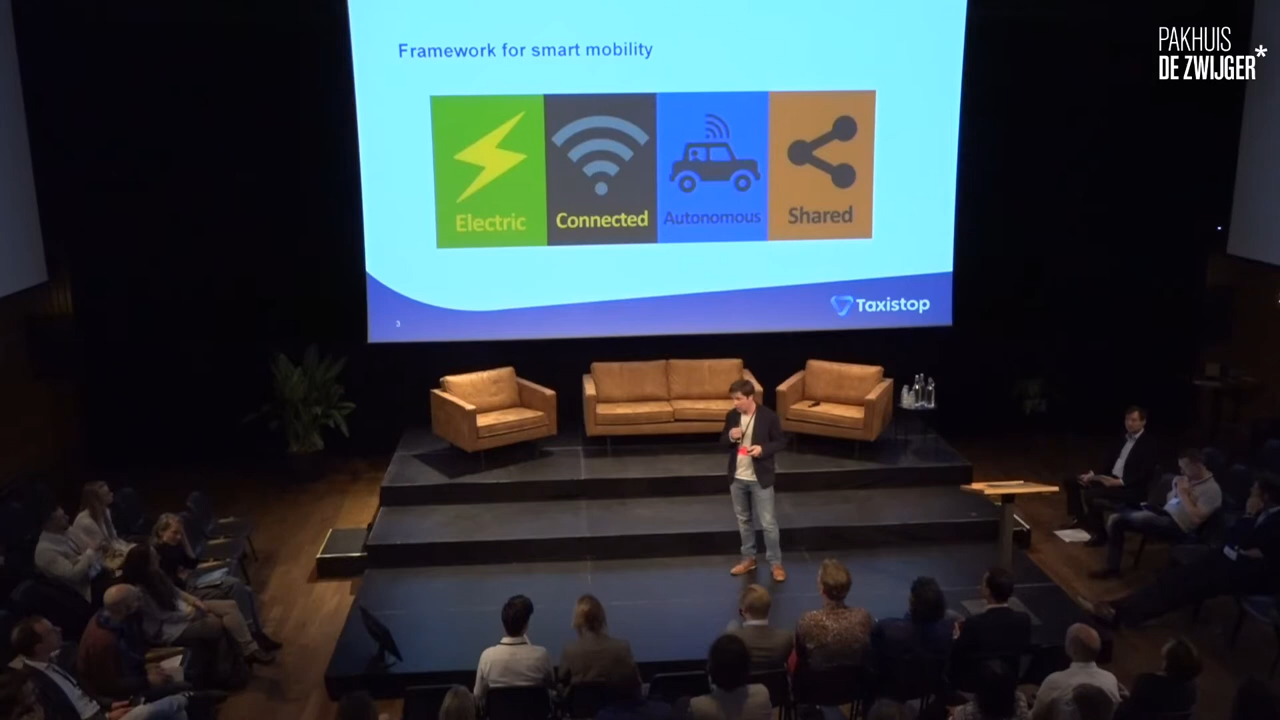 PAKHUIS
DE ZWIJGER*
Framework for smart mobility
Electric
Connected
Autonomous
Shared
3
Taxistop